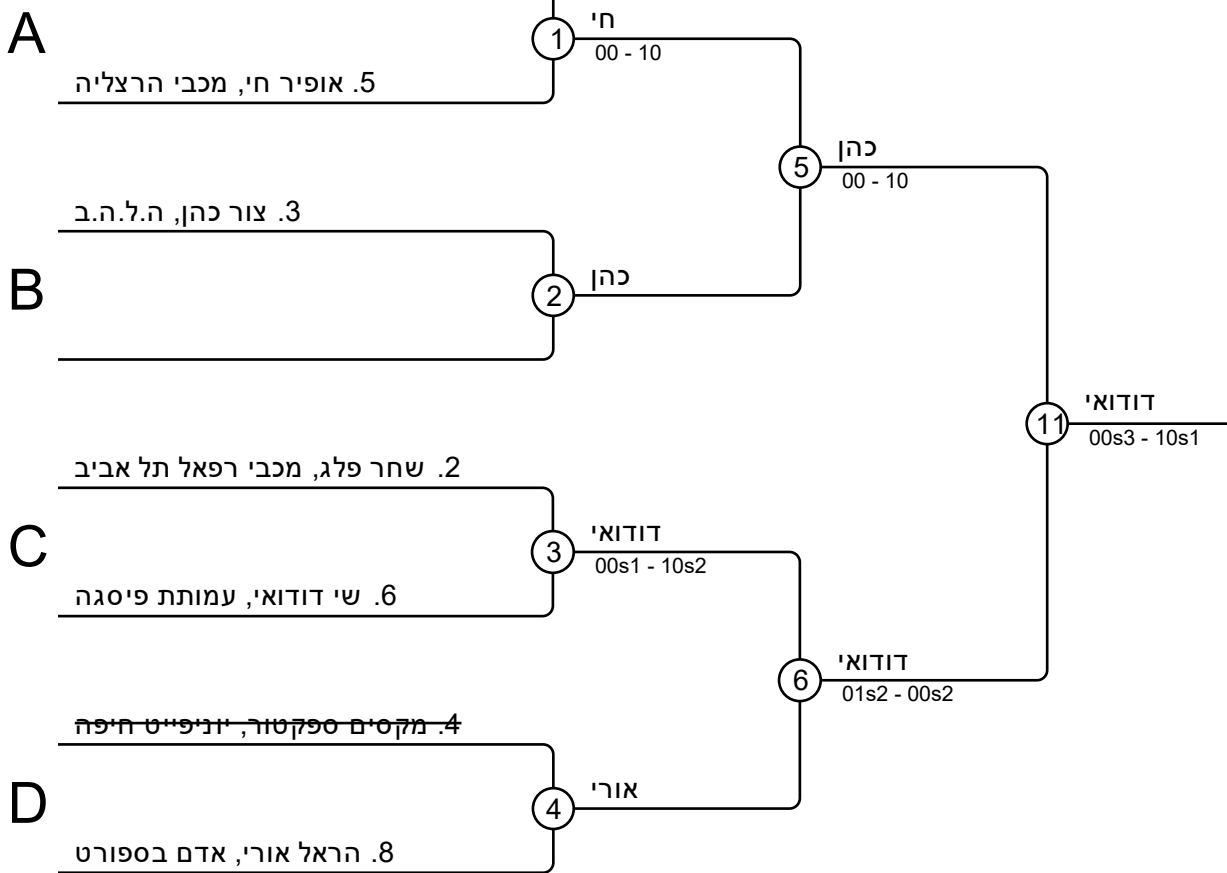 A
1
חי
00 - 10
5. אופיר חי, מכבי הרצליה
5
כהן
00 - 10
3. צור כהן, ה.ל.ה.ב
B
2
כהן
11
דודואי
00s3 - 10s1
2. שחר פלג, מכבי רפאל תל אביב
C
3
דודואי
00s1 - 10s2
6. שי דודואי, עמותת פיסגה
6
דודואי
01s2 - 00s2
4. מקסים ספקטור, יוניפייט חיפה
D
4
אורי
8. הראל אורי, אדם בספורט